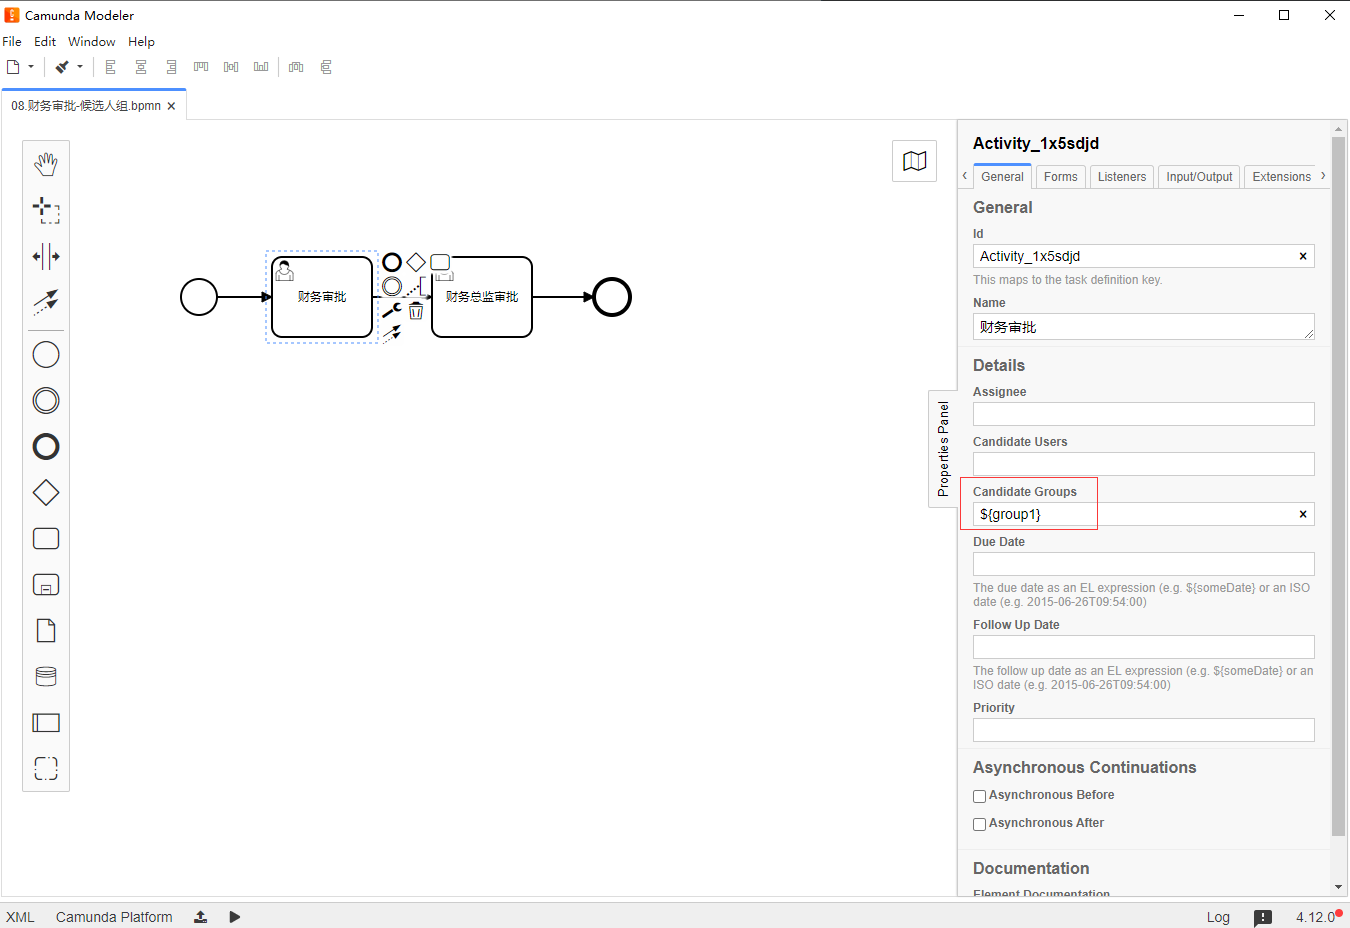 Camunda Modeler
File Edit Window Help
08.财务审批-候选人组.bpmn
财务审批
财务总监审批
Properties Panel
Activity_1x5sdjd
General Forms Listeners Input/Output Extensions
General
Id
Activity_1x5sdjd
This maps to the task definition key.
Name
财务审批
Details
Assignee
Candidate Users
Candidate Groups
${group1}
Due Date
The due date as an EL expression (e.g. ${someDate} or an ISO
date (e.g. 2015-06-26T09:54:00)
Follow Up Date
The follow up date as an EL expression (e.g. ${someDate} or an
ISO date (e.g. 2015-06-26T09:54:00)
Priority
Asynchronous Continuations
Asynchronous Before
Asynchronous After
Documentation
Element Documentation
XML Camunda Platform Log 4.12.0